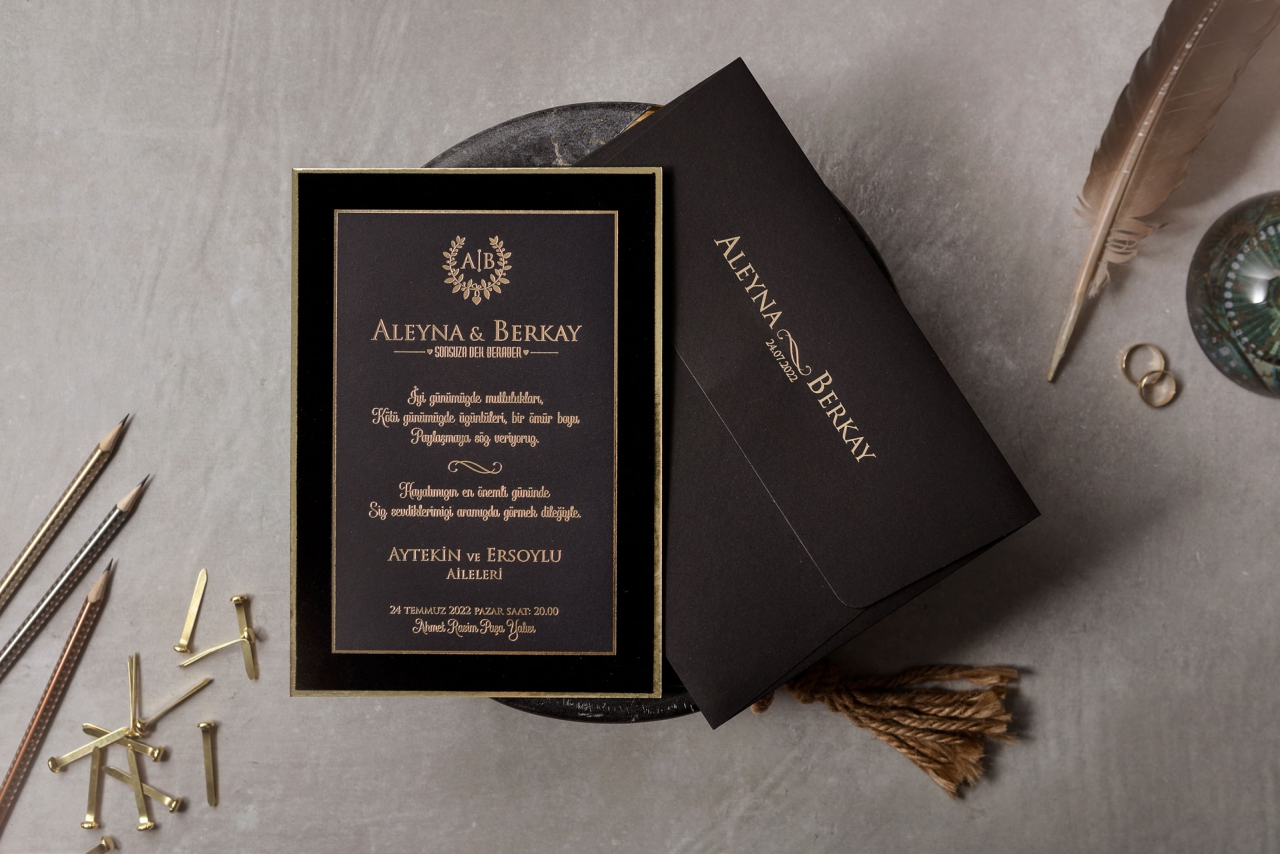 A|B
ALEYNA & BERKAY
SONSUZA DEK BERABER
İyi günümüzde mutlulukları,
Kötü günümüzde üzüntüleri, bir ömür boyu
Paylaşmaya söz veriyoruz.
Hayatımızın en önemli gününde
Siz sevdiklerimizi aramızda görmek dileğiyle.
AYTEKİN VE ERSOYLU
AİLELERİ
24 TEMMUZ 2022 PAZAR SAAT: 20.00
Ahmet Rasim Paşa Yalısı
ALEYNA
24.07.2022
BERKAY